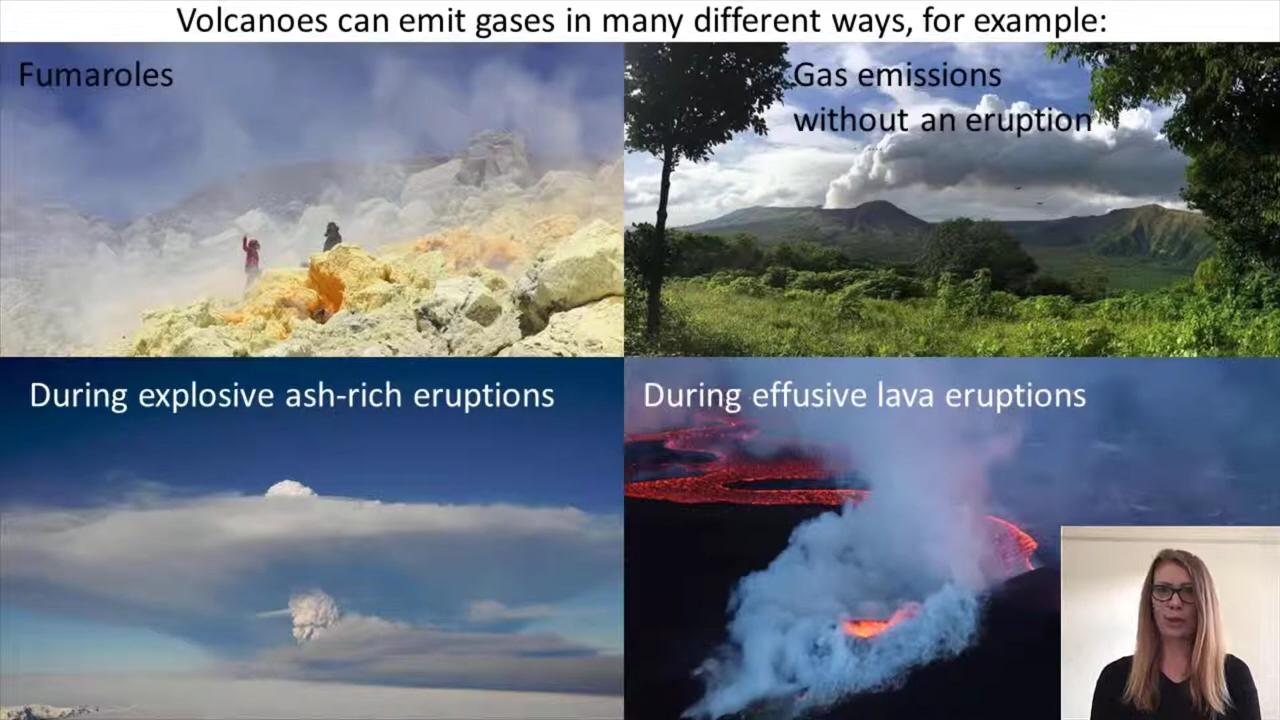 Volcanoes can emit gases in many different ways, for example:
Fumaroles
Gas emissions
without an eruption
During explosive ash-rich eruptions
During effusive lava eruptions